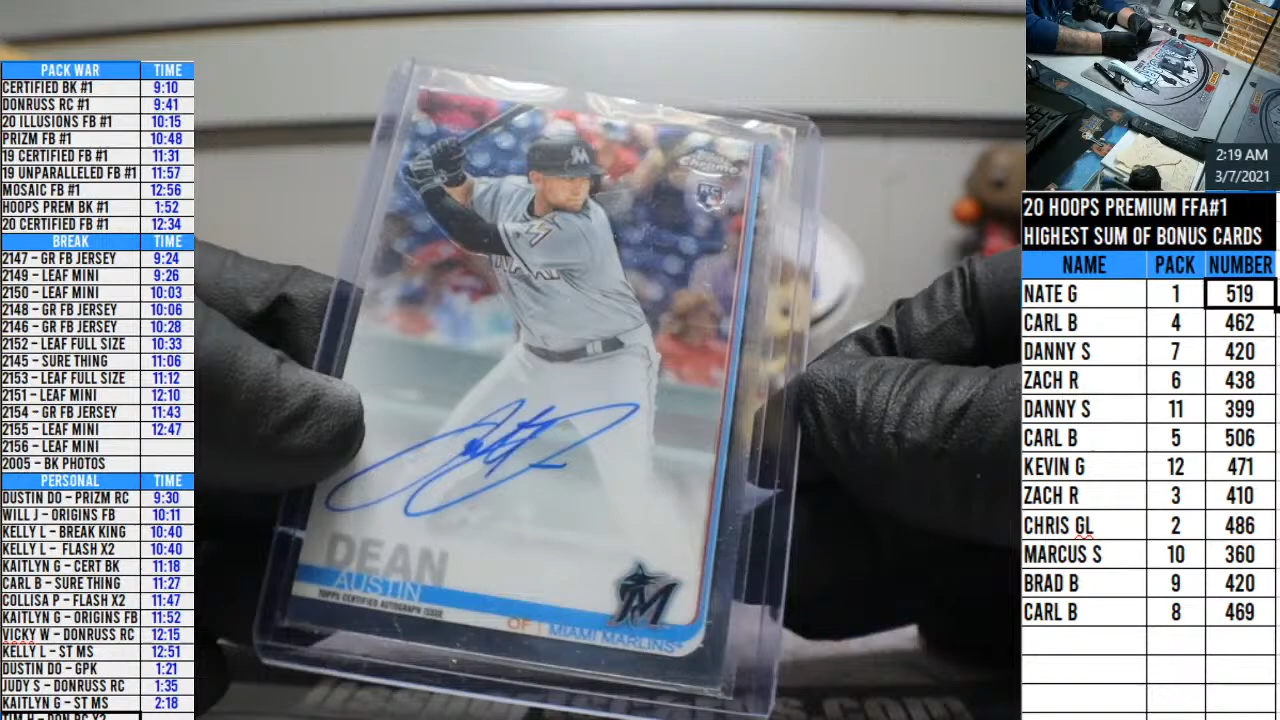 PACK WAR TIME
CERTIFIED BK #1 9:10
DONRUSS RC #1 9:41
20 ILLUSIONS FB #1 10:15
PRIZM FB #1 10:48
19 CERTIFIED FB #1 11:31
19 UNPARALLELED FB #1 11:57
MOSAIC FB #1 12:56
HOOPS PREM BK #1 1:52
20 CERTIFIED FB #1 12:34
BREAK TIME
2147 - GR FB JERSEY 9:24
2149 - LEAF MINI 9:26
2150 - LEAF MINI 10:03
2148 - GR FB JERSEY 10:06
2146 - GR FB JERSEY 10:28
2152 - LEAF FULL SIZE 10:33
2145 - SURE THING 11:06
2153 - LEAF FULL SIZE 11:12
2151 - LEAF MINI 12:10
2154 - GR FB JERSEY 11:43
2155 - LEAF MINI 12:47
2156 - LEAF MINI
2005 - BK PHOTOS
PERSONAL TIME
DUSTIN DO - PRIZM RC 9:30
WILL J - ORIGINS FB 10:11
KELLY L - BREAK KING 10:40
KELLY L - FLASH X2 10:40
KAITLYN G - CERT BK 11:18
CARL B - SURE THING 11:27
COLLISA P - FLASH X2 11:47
KAITLYN G - ORIGINS FB 11:52
VICKY W - DONRUSS RC 12:15
KELLY L - ST MS 12:51
DUSTIN DO - GPK 1:21
JUDY S - DONRUSS RC 1:35
KAITLYN G - ST MS 2:18
TIM H - DON RC X2
Chrome
RC
DEAN
AUSTIN
TOPPS CERTIFIED AUTOGRAPH ISSUE
OF | MIAMI MARLINS
2:19 AM
3/7/2021
20 HOOPS PREMIUM FFA#1
HIGHEST SUM OF BONUS CARDS
NAME PACK NUMBER
NATE G 1 519
CARL B 4 462
DANNY S 7 420
ZACH R 6 438
DANNY S 11 399
CARL B 5 506
KEVIN G 12 471
ZACH R 3 410
CHRIS GL 2 486
MARCUS S 10 360
BRAD B 9 420
CARL B 8 469